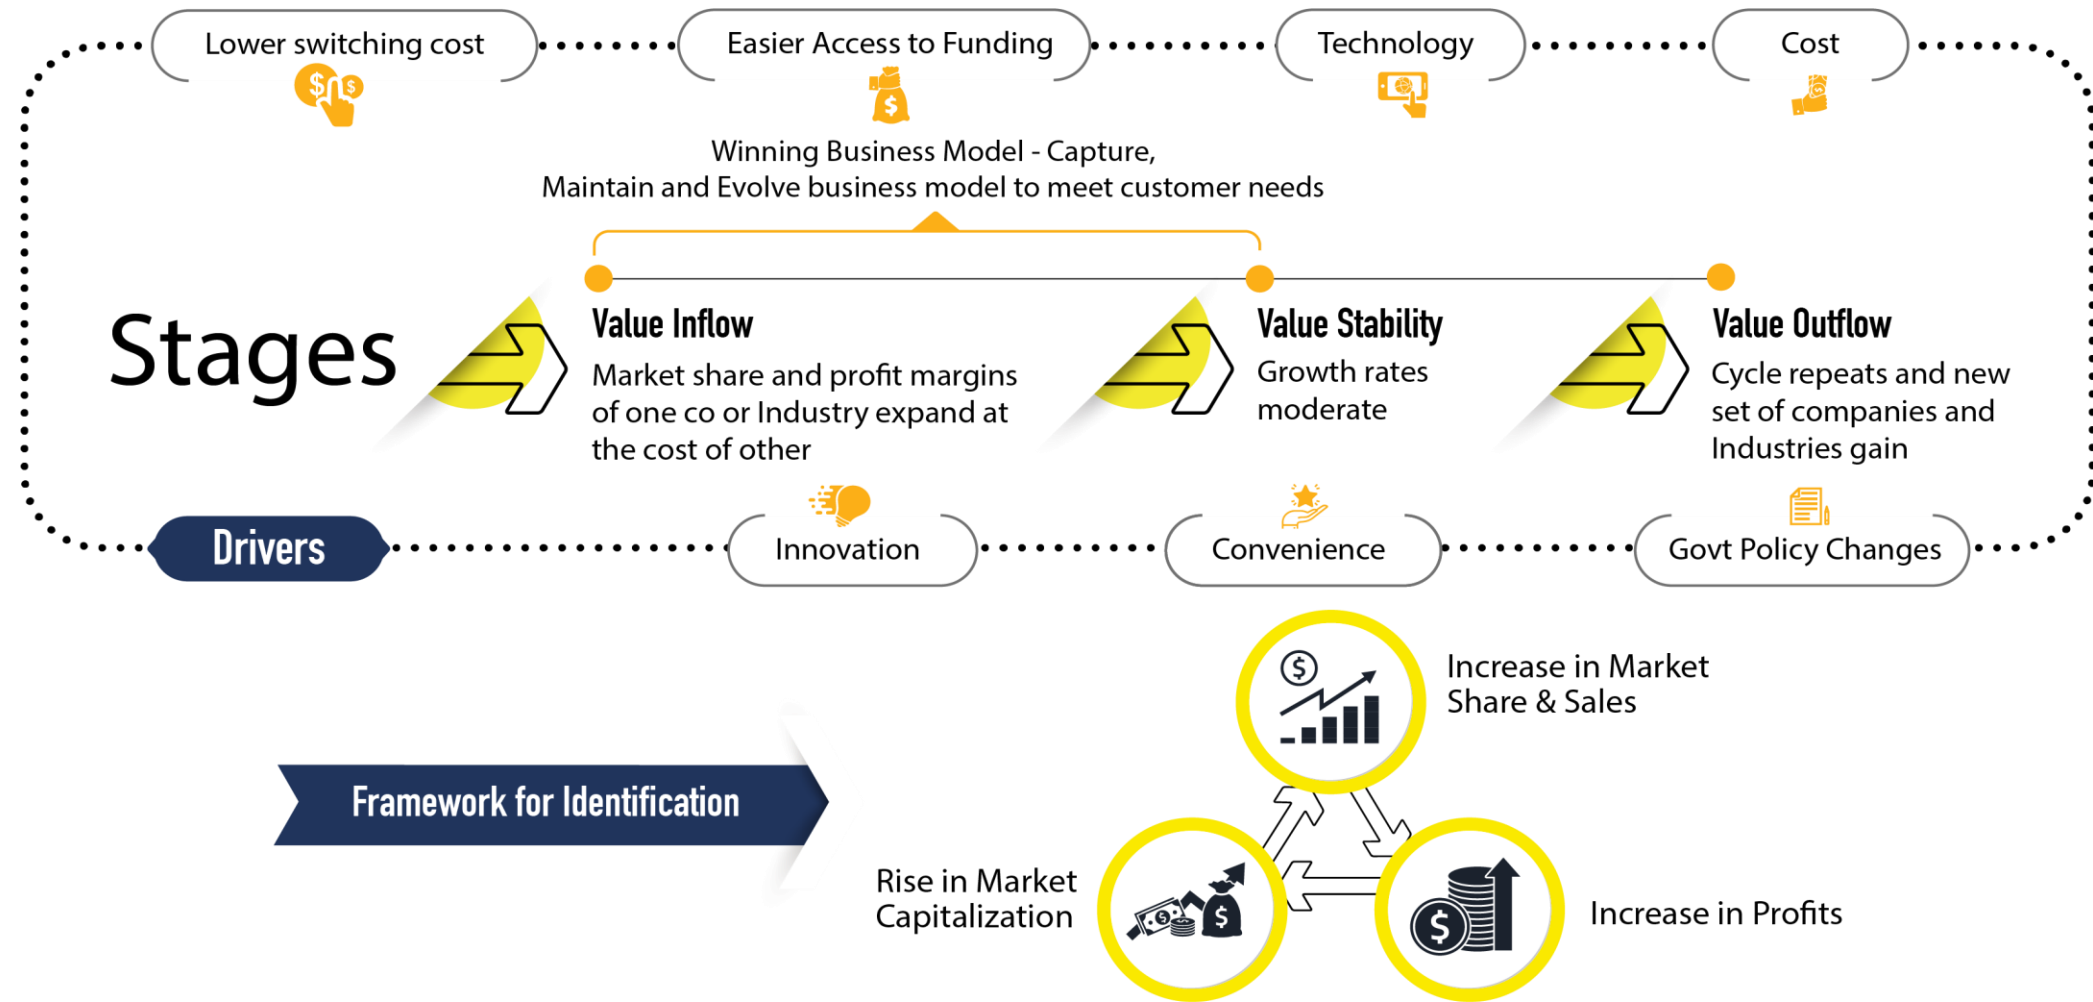 Lower switching cost
Easier Access to Funding
Technology
Cost
Winning Business Model - Capture,
Maintain and Evolve business model to meet customer needs
Stages
Value Inflow
Market share and profit margins
of one co or Industry expand at
the cost of other
Value Stability
Growth rates
moderate
Value Outflow
Cycle repeats and new
set of companies and
Industries gain
Drivers
Innovation
Convenience
Govt Policy Changes
Framework for Identification
Increase in Market
Share & Sales
Rise in Market
Capitalization
Increase in Profits